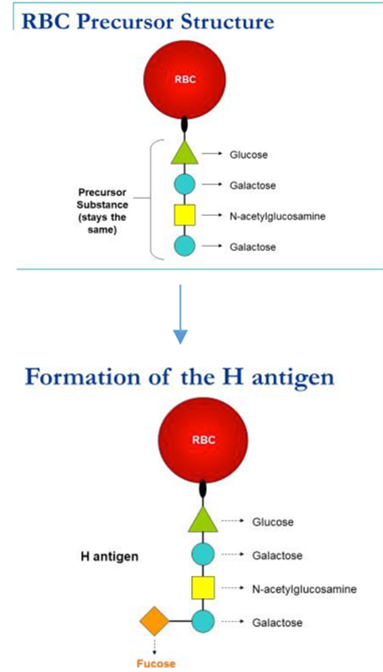 RBC Precursor Structure
RBC
Glucose
Galactose
Precursor
Substance
(stays the
same)
N-acetylglucosamine
Galactose
Formation of the H antigen
RBC
Glucose
H antigen
Galactose
N-acetylglucosamine
Galactose
Fucose